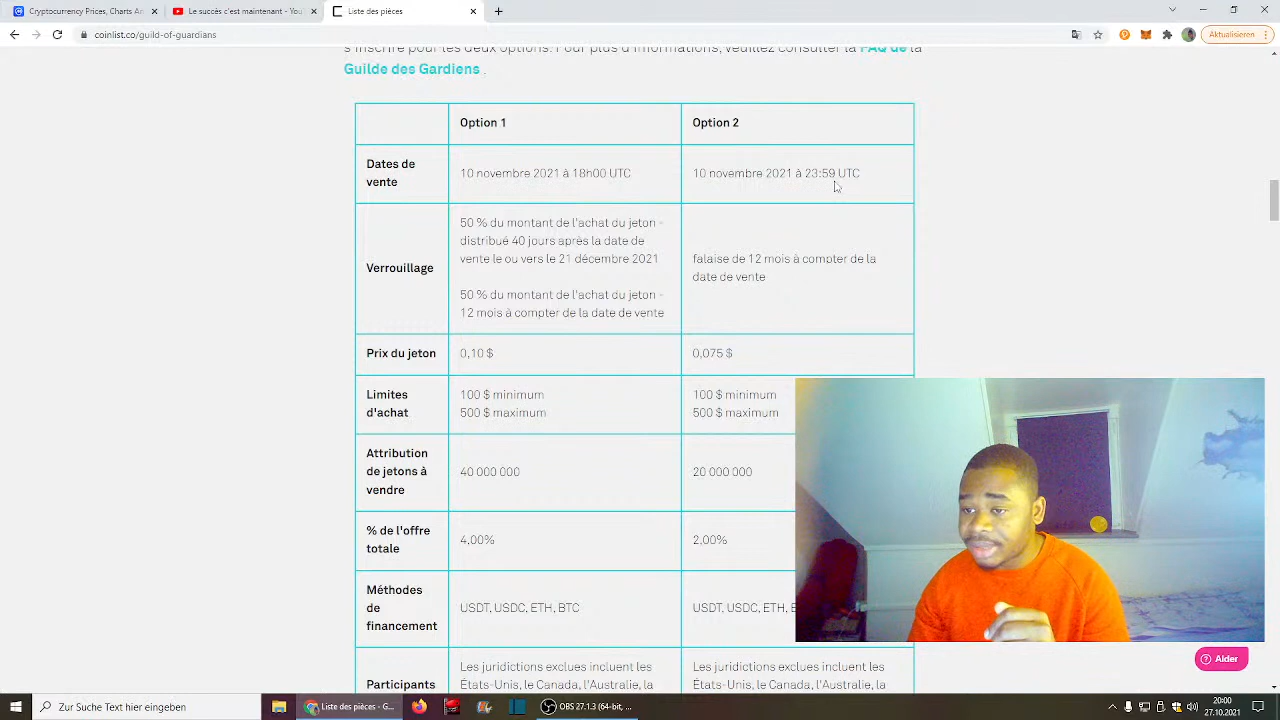 Cryptocurrency Prices, Charts An
Le succès c'est maintenant - You
Liste des pièces
coinlist.co/guild-of-guardians
Aktualisieren
s'inscrire pour les deux options. Pour plus d'informations, veuillez consulter la FAQ de la
Guilde des Gardiens .
Option 1
Option 2
Dates de
vente
10 novembre 2021 à 18h00 UTC
10 novembre 2021 à 23:59 UTC
Verrouillage
50 % du montant de l'achat du jeton -
distribué 40 jours après la date de
vente le ou vers le 21 décembre 2021
50 % du montant de l'achat du jeton -
12 mois à compter de la date de vente
falaise de 12 mois à compter de la
date de vente
Prix du jeton
0,10 $
0,075 $
Limites
d'achat
100 $ minimum
500 $ maximum
100 $ minimum
500 $ maximum
Attribution
de jetons à
vendre
40 000 000
20 000 000
% de l'offre
totale
4,00%
2,00%
Méthodes
de
financement
USDT, USDC, ETH, BTC
USDT, USDC, ETH,
Participants
Les juridictions exclues incluent les
États-Unis, le Canada, l'Australie, la
Les juridictions exclues incluent les
États-Unis, le Canada, l'Australie, la
Alder
Zur Suche Text hier eingeben
Liste des pièces - G...
OBS 27.1.3 (64-bit, ...
20:00
27.10.2021